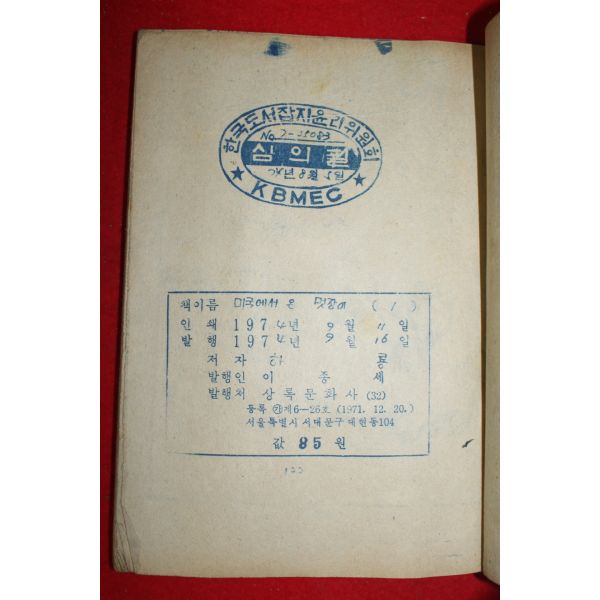 한국도서잡지윤리위원회
심의畢
KBMEC
책이름 미국에서 온 멋장이 (1)
인쇄 1974년 9월 11일
발행 1974년 9월 16일
저자 하 룡
발행인 이 종 세
발행처 상록문화사 (32)
등록 ㉮제6—26호 (1971. 12. 20.)
서울특별시 서대문구 대현동104
값 85 원